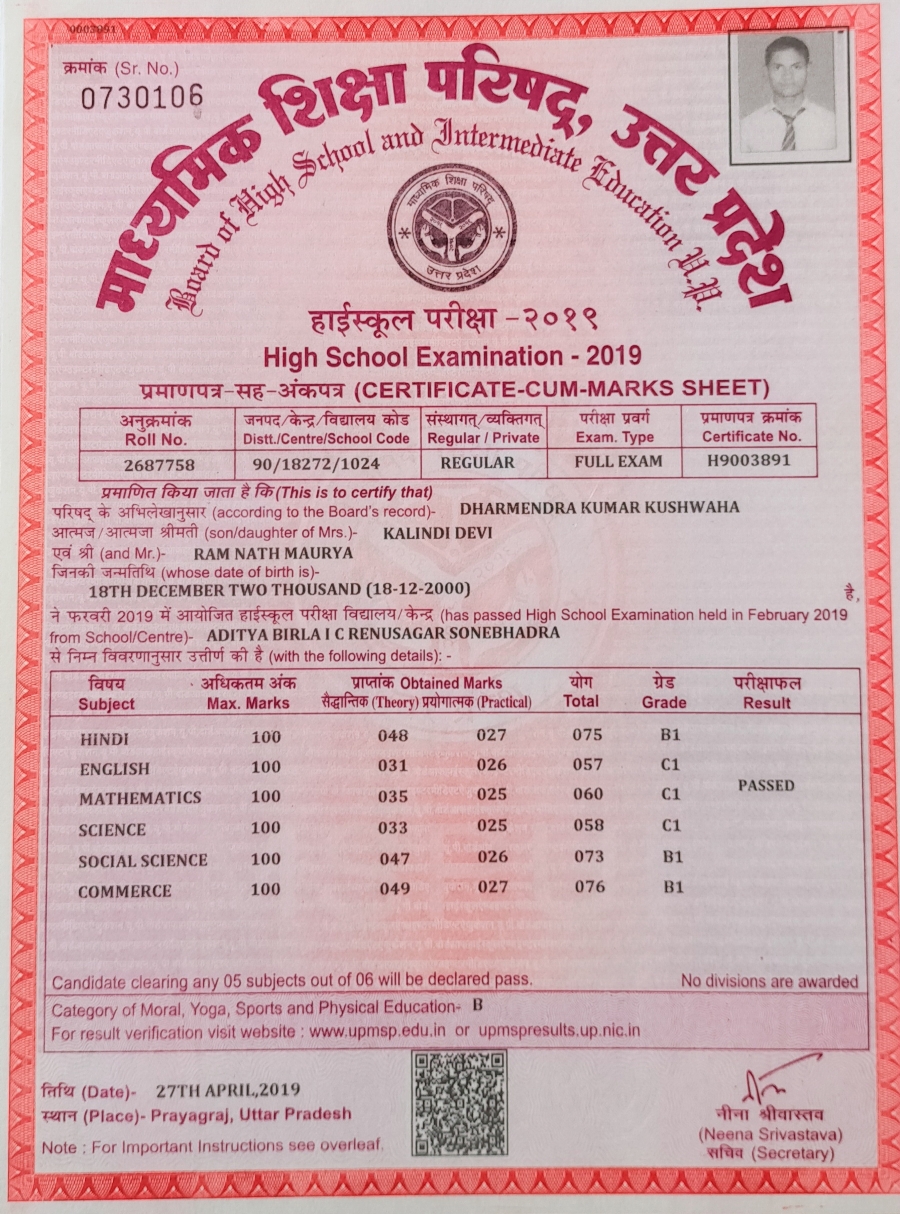 0003891
क्रमांक (Sr. No.)
0730106
माध्यमिक शिक्षा परिषद्, उत्तर प्रदेश
Board of High School and Intermediate Education U.P.
माध्यमिक शिक्षा परिषद्
उत्तर प्रदेश
हाईस्कूल परीक्षा -२०१९
High School Examination - 2019
प्रमाणपत्र-सह-अंकपत्र (CERTIFICATE-CUM-MARKS SHEET)
अनुक्रमांक जनपद/केन्द्र/विद्यालय कोड संस्थागत्/व्यक्तिगत् परीक्षा प्रवर्ग प्रमाणपत्र क्रमांक
Roll No. Distt./Centre/School Code Regular / Private Exam. Type Certificate No.
2687758 90/18272/1024 REGULAR FULL EXAM H9003891
प्रमाणित किया जाता है कि (This is to certify that)
परिषद् के अभिलेखानुसार (according to the Board's record)- DHARMENDRA KUMAR KUSHWAHA
आत्मज/आत्मजा श्रीमती (son/daughter of Mrs.)- KALINDI DEVI
एवं श्री (and Mr.)- RAM NATH MAURYA
जिनकी जन्मतिथि (whose date of birth is)-
18TH DECEMBER TWO THOUSAND (18-12-2000) है,
ने फरवरी 2019 में आयोजित हाईस्कूल परीक्षा विद्यालय/केन्द्र (has passed High School Examination held in February 2019
from School/Centre)- ADITYA BIRLA I C RENUSAGAR SONEBHADRA
से निम्न विवरणानुसार उत्तीर्ण की है (with the following details): -
विषय अधिकतम अंक प्राप्तांक Obtained Marks योग ग्रेड परीक्षाफल
Subject Max. Marks सैद्धान्तिक (Theory) प्रयोगात्मक (Practical) Total Grade Result
HINDI 100 048 027 075 B1
ENGLISH 100 031 026 057 C1
PASSED
MATHEMATICS 100 035 025 060 C1
SCIENCE 100 033 025 058 C1
SOCIAL SCIENCE 100 047 026 073 B1
COMMERCE 100 049 027 076 B1
Candidate clearing any 05 subjects out of 06 will be declared pass. No divisions are awarded
Category of Moral, Yoga, Sports and Physical Education- B
For result verification visit website : www.upmsp.edu.in or upmspresults.up.nic.in
तिथि (Date)- 27TH APRIL,2019
स्थान (Place)- Prayagraj, Uttar Pradesh
Note : For Important Instructions see overleaf.
नीना श्रीवास्तव
(Neena Srivastava)
सचिव (Secretary)